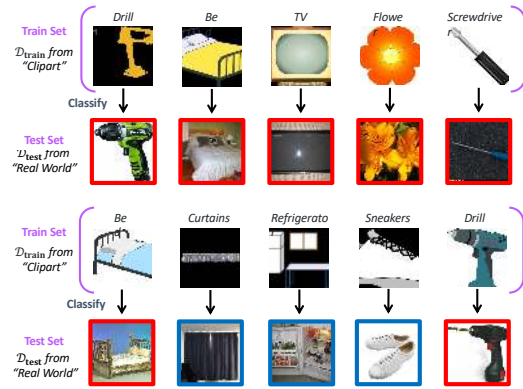 Drill Be TV Flowe r Screwdrive r
Train Set
𝒟train from
"Clipart"
Classify
Test Set
𝒟test from
"Real World"
Be Curtains Refrigerato Sneakers Drill
Train Set
𝒟train from
"Clipart"
Classify
Test Set
𝒟test from
"Real World"